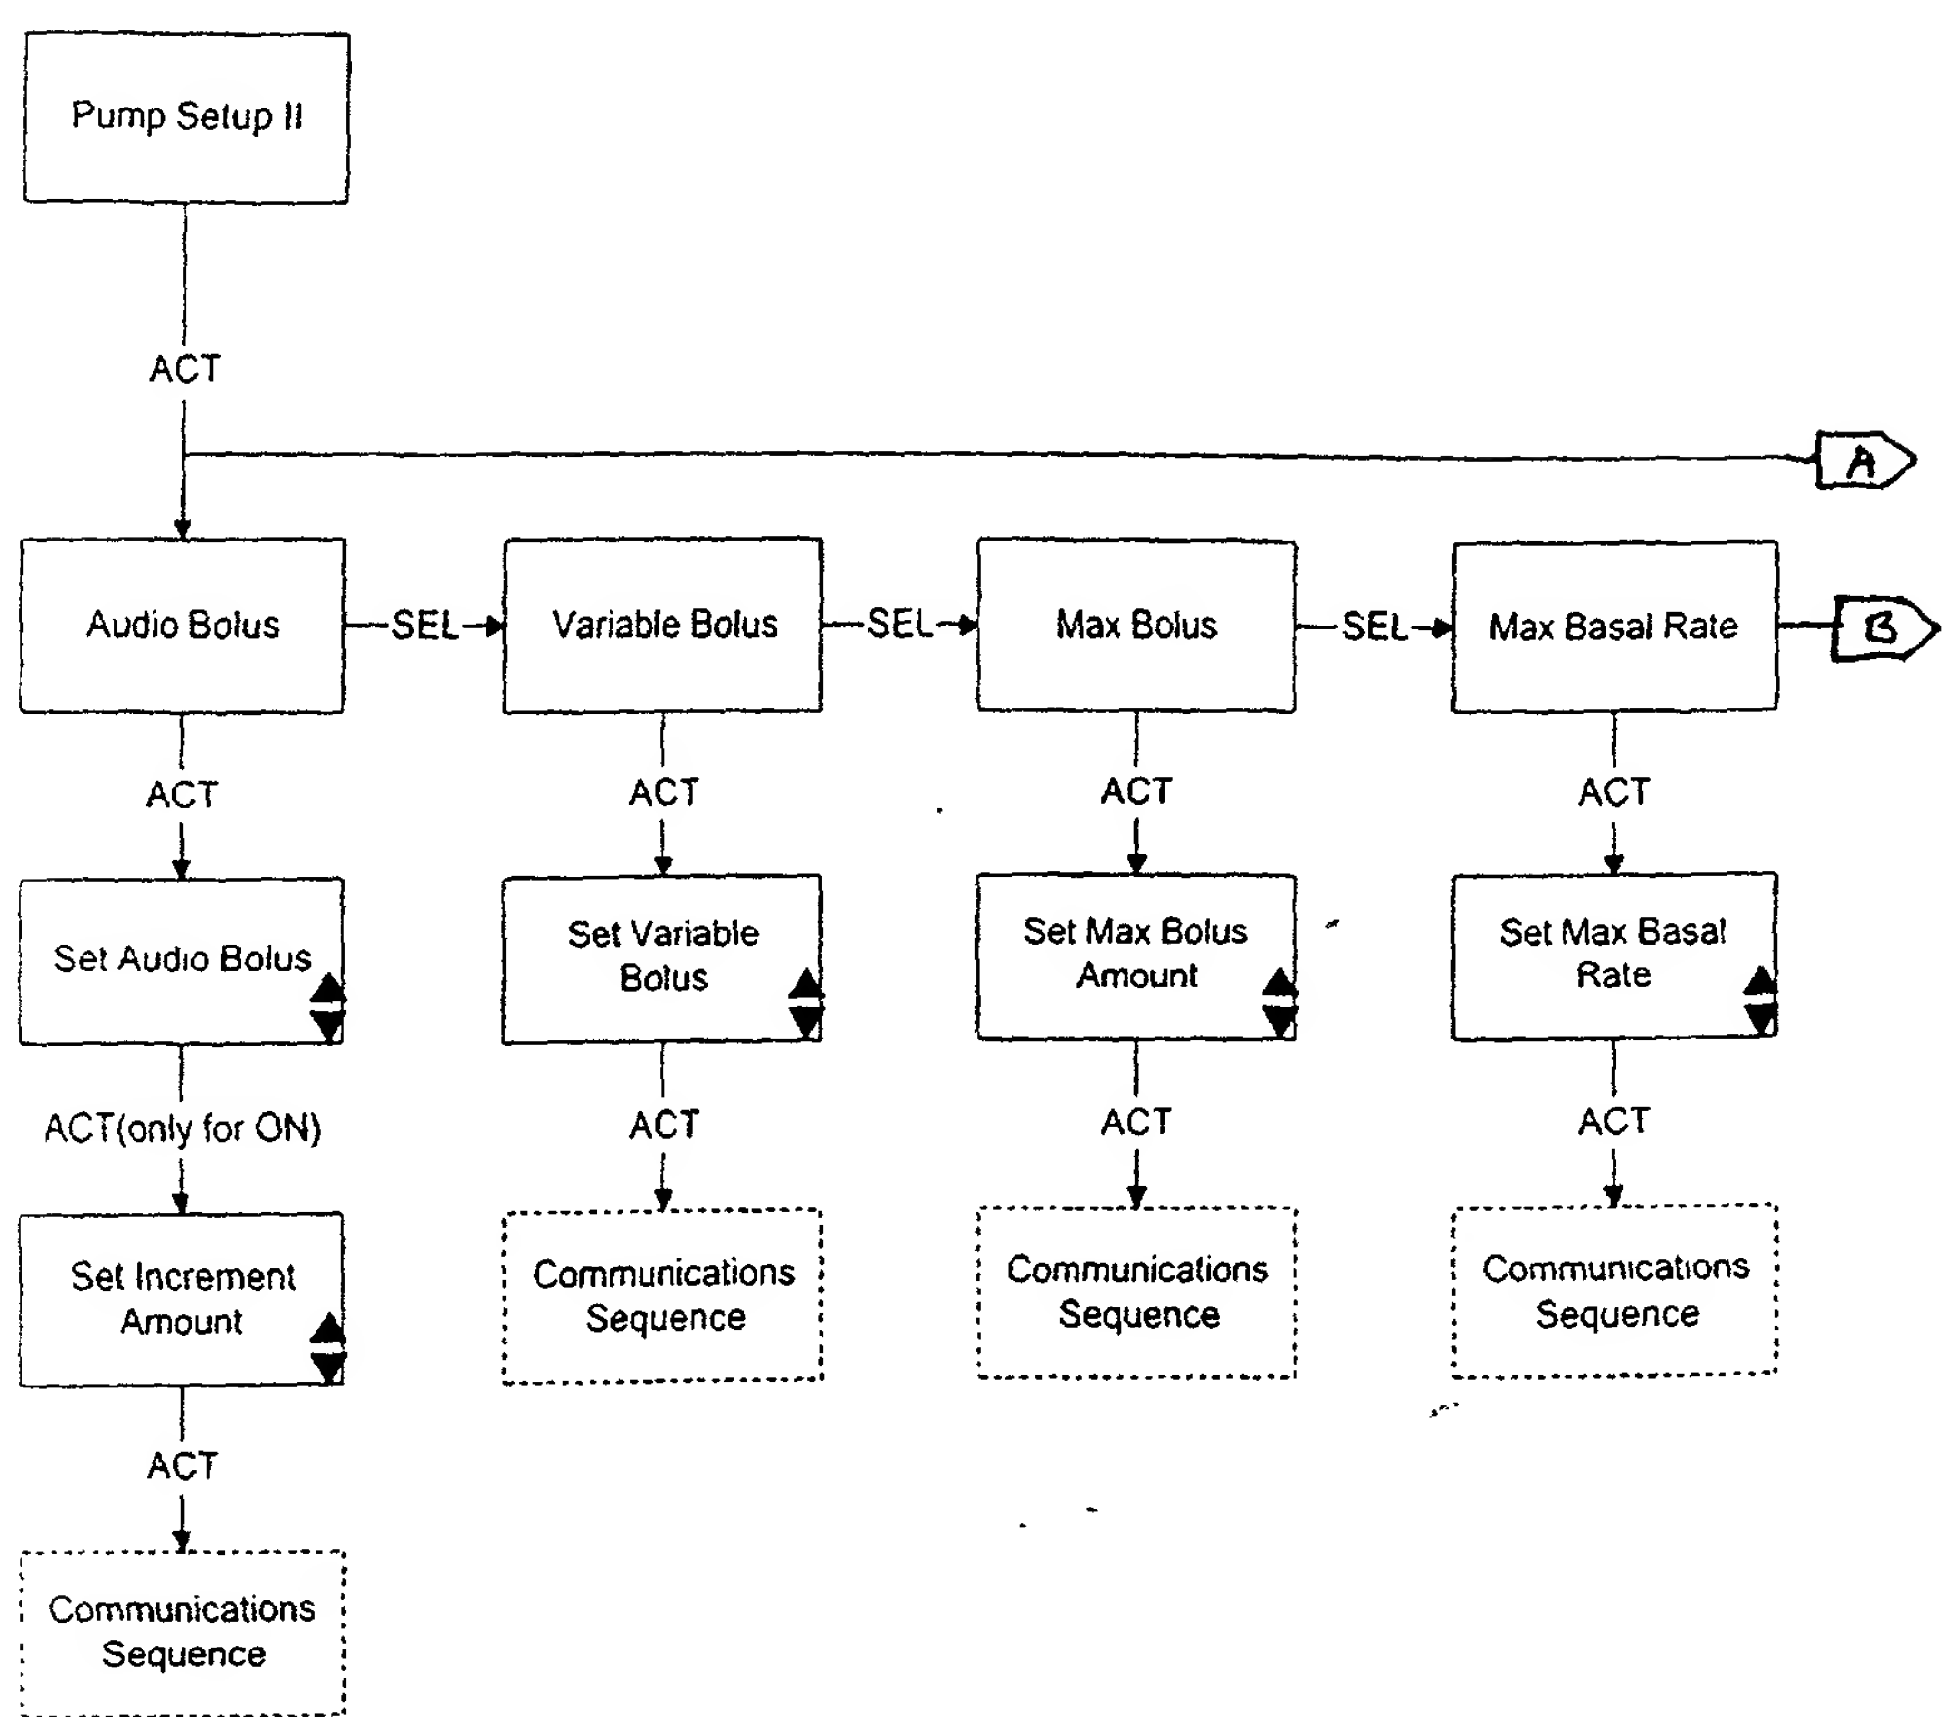 Pump Setup II
ACT
A
Audio Bolus
SEL
Variable Bolus
SEL
Max Bolus
SEL
Max Basal Rate
B
ACT
ACT
ACT
ACT
Set Audio Bolus
Set Variable
Bolus
Set Max Bolus
Amount
Set Max Basal
Rate
ACT(only for ON)
ACT
ACT
ACT
Set Increment
Amount
Communications
Sequence
Communications
Sequence
Communications
Sequence
ACT
Communications
Sequence